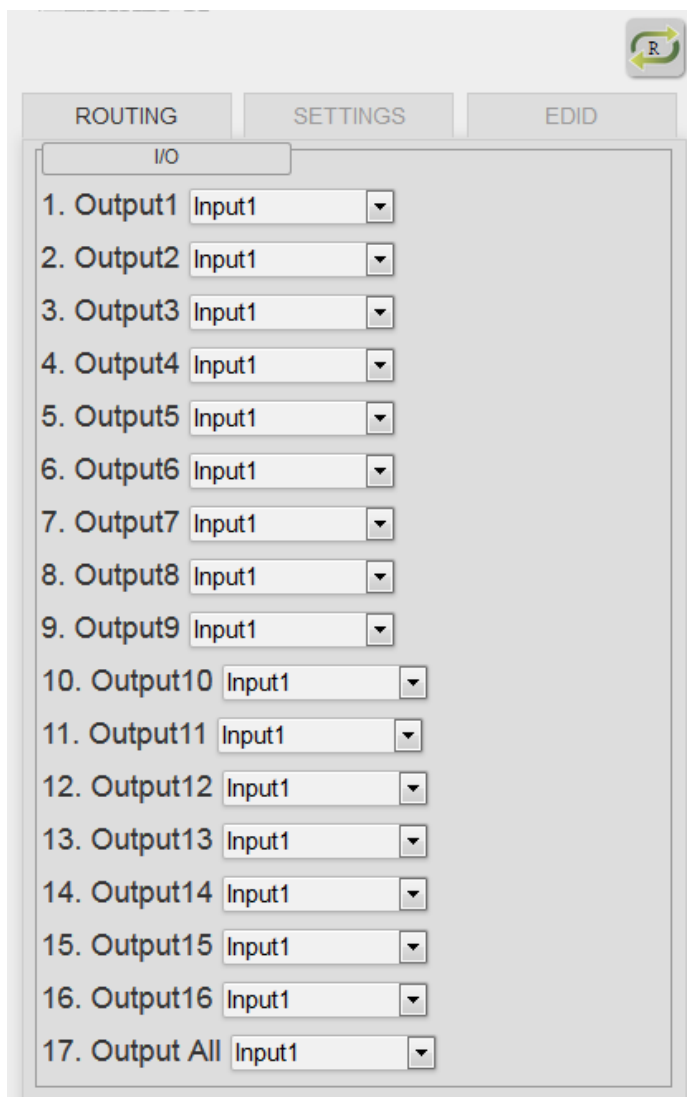 R
ROUTING SETTINGS EDID
I/O
1. Output1 Input1
2. Output2 Input1
3. Output3 Input1
4. Output4 Input1
5. Output5 Input1
6. Output6 Input1
7. Output7 Input1
8. Output8 Input1
9. Output9 Input1
10. Output10 Input1
11. Output11 Input1
12. Output12 Input1
13. Output13 Input1
14. Output14 Input1
15. Output15 Input1
16. Output16 Input1
17. Output All Input1